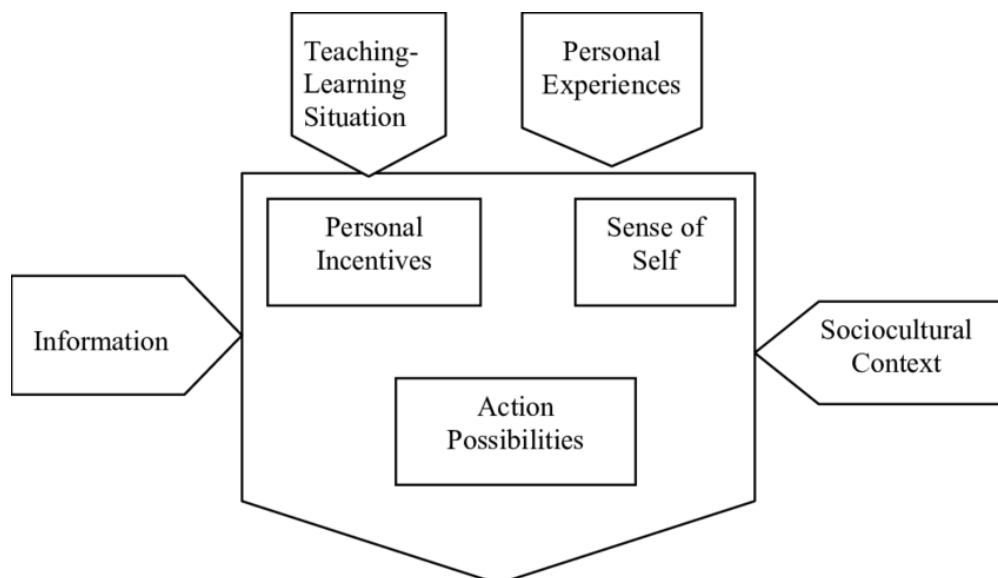 Teaching-
Learning
Situation
Personal
Experiences
Personal
Incentives
Sense of
Self
Information
Sociocultural
Context
Action
Possibilities